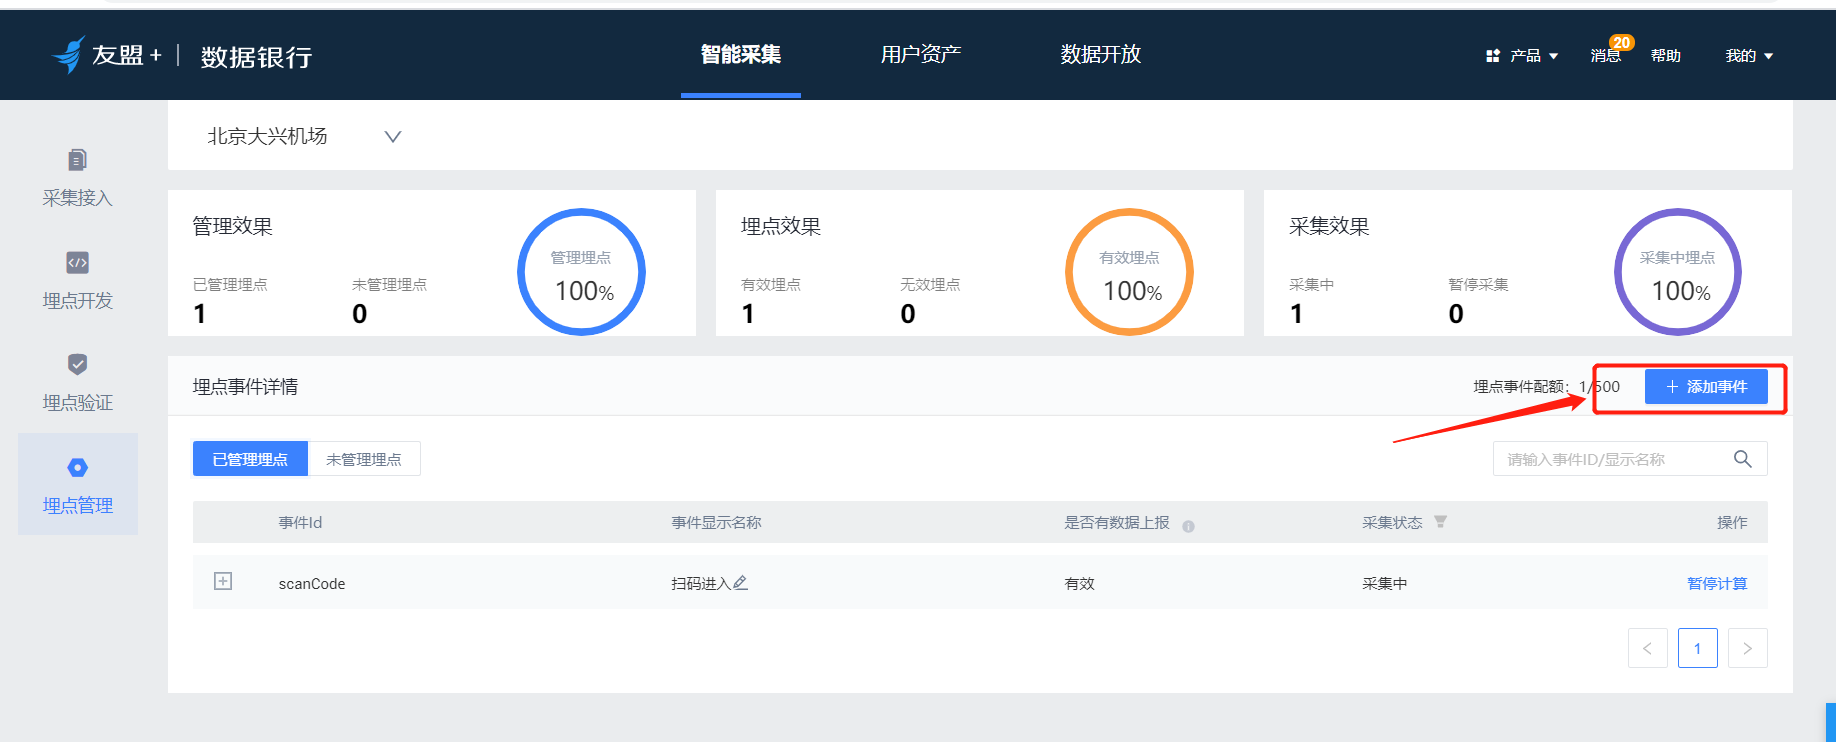 友盟+ | 数据银行
智能采集 用户资产 数据开放
产品 消息 20 帮助 我的
北京大兴机场
采集接入
埋点开发
埋点验证
埋点管理
管理效果
已管理埋点 未管理埋点
1 0
管理埋点
100%
埋点效果
有效埋点 无效埋点
1 0
有效埋点
100%
采集效果
采集中 暂停采集
1 0
采集中埋点
100%
埋点事件详情 埋点事件配额：1/500 + 添加事件
已管理埋点 未管理埋点 请输入事件ID/显示名称
事件Id 事件显示名称 是否有数据上报 采集状态 操作
scanCode 扫码进入 有效 采集中 暂停计算
< 1 >